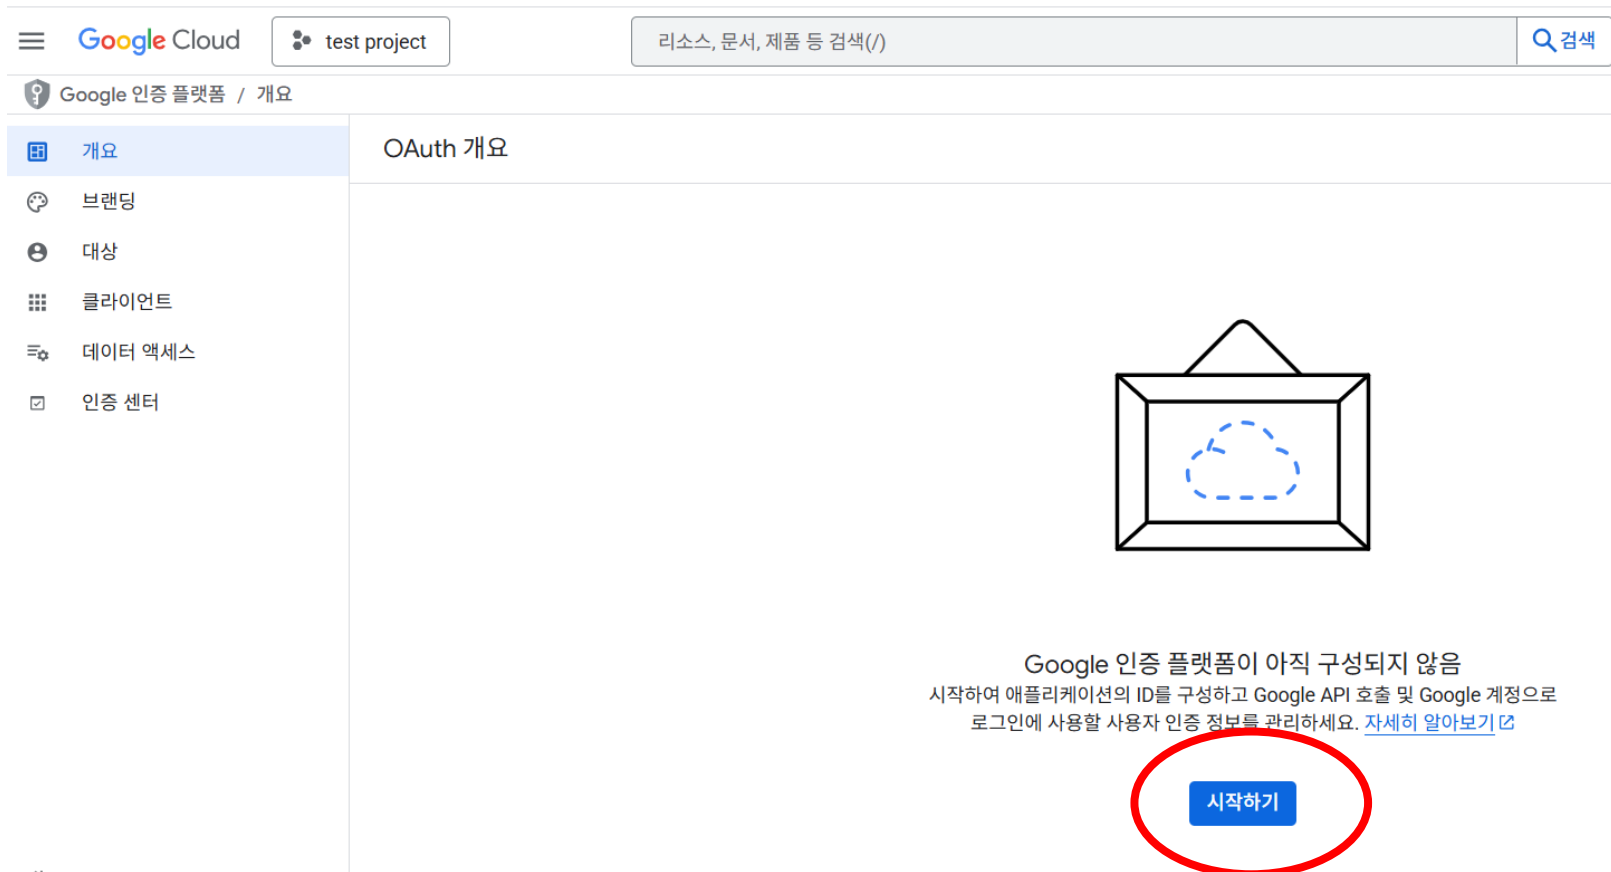 Google Cloud
test project
리소스, 문서, 제품 등 검색(/)
검색
Google 인증 플랫폼 / 개요
개요
브랜딩
대상
클라이언트
데이터 액세스
인증 센터
OAuth 개요
Google 인증 플랫폼이 아직 구성되지 않음
시작하여 애플리케이션의 ID를 구성하고 Google API 호출 및 Google 계정으로
로그인에 사용할 사용자 인증 정보를 관리하세요. 자세히 알아보기
시작하기